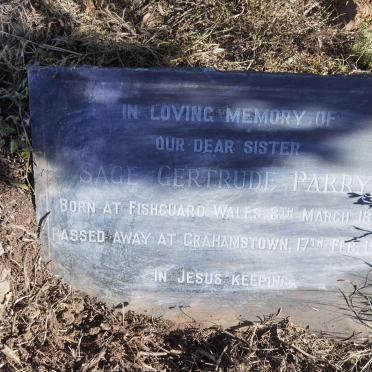 IN LOVING MEMORY OF
OUR DEAR SISTER
SAGE GERTRUDE PARRY
BORN AT FISHGUARD, WALES, 8TH MARCH 18
PASSED AWAY AT GRAHAMSTOWN, 17TH FEB.
IN JESUS KEEPING